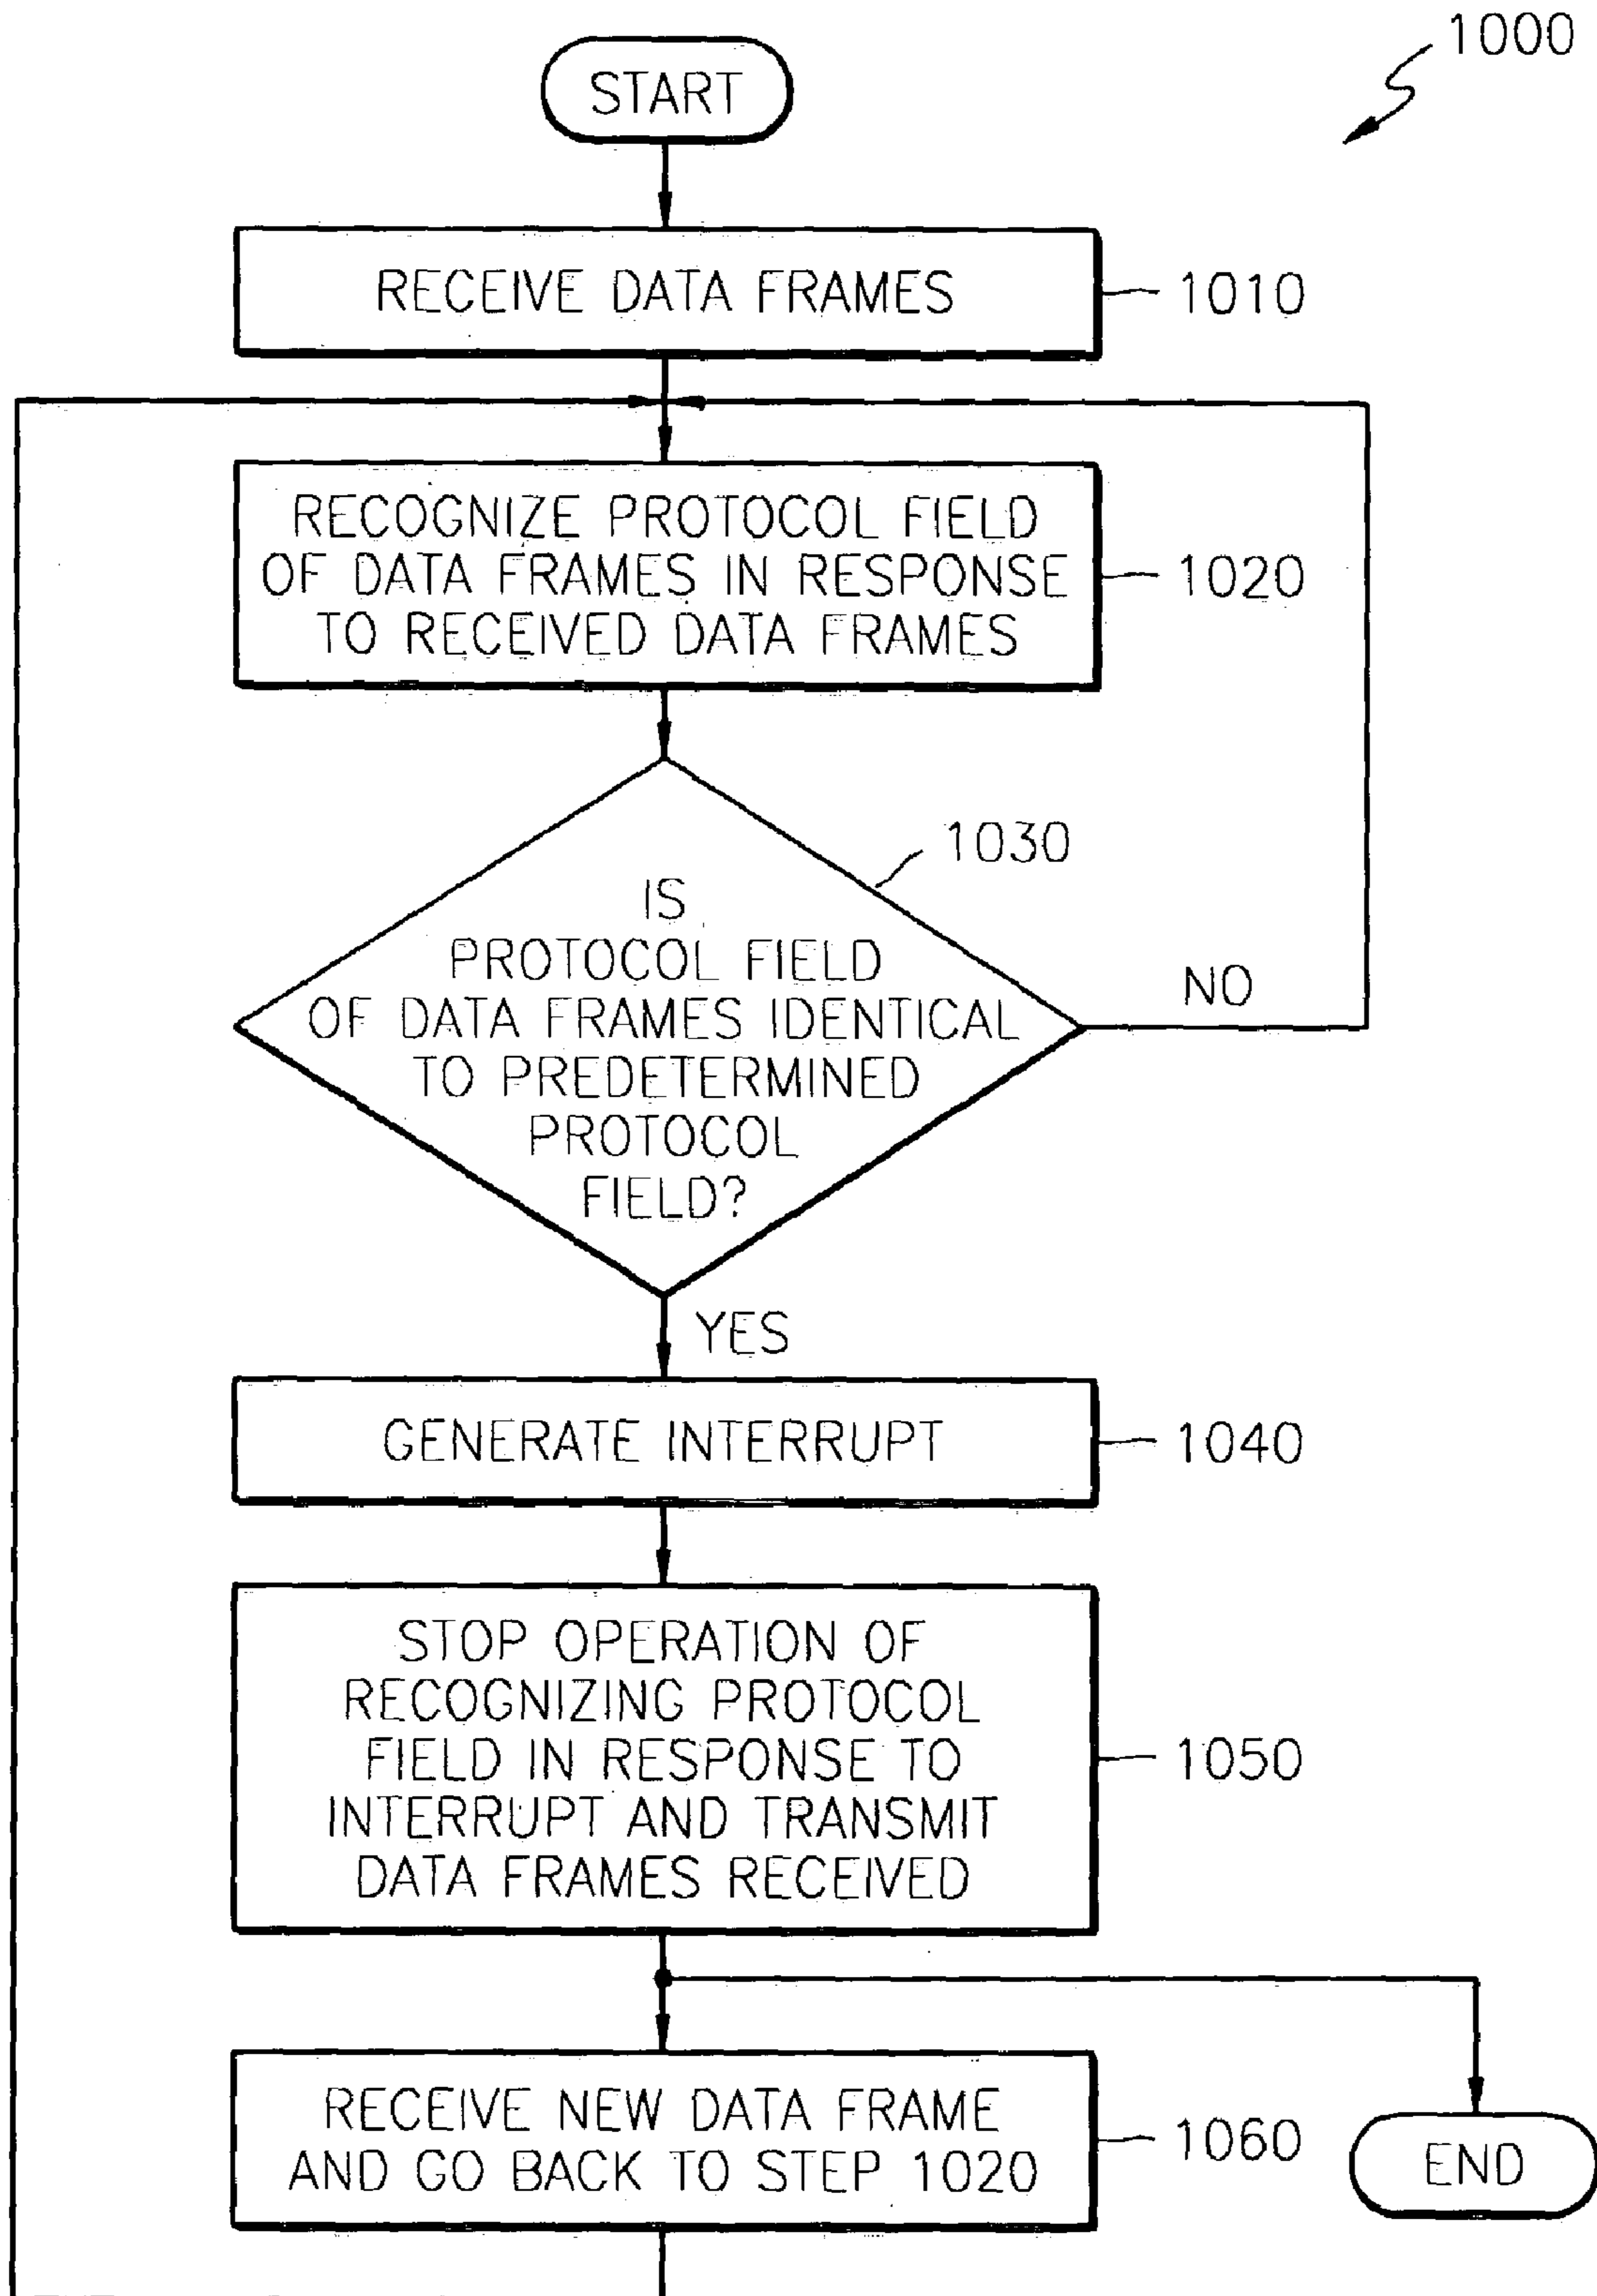 1000
START
RECEIVE DATA FRAMES
1010
RECOGNIZE PROTOCOL FIELD
OF DATA FRAMES IN RESPONSE
TO RECEIVED DATA FRAMES
1020
1030
IS
PROTOCOL FIELD
OF DATA FRAMES IDENTICAL
TO PREDETERMINED
PROTOCOL
FIELD?
NO
YES
GENERATE INTERRUPT
1040
STOP OPERATION OF
RECOGNIZING PROTOCOL
FIELD IN RESPONSE TO
INTERRUPT AND TRANSMIT
DATA FRAMES RECEIVED
1050
RECEIVE NEW DATA FRAME
AND GO BACK TO STEP 1020
1060
END